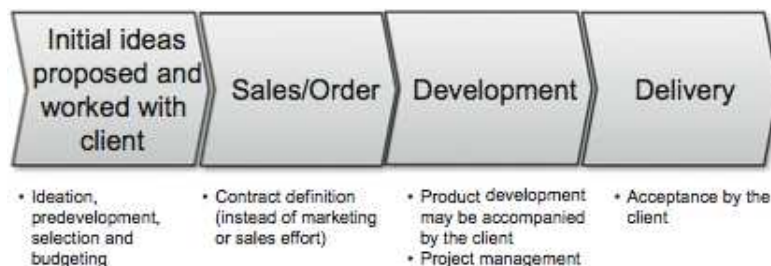 Initial ideas
proposed and
worked with
client
Sales/Order
Development
Delivery
• Ideation,
predevelopment,
selection and
budgeting
• Contract definition
(instead of marketing
or sales effort)
• Product development
may be accompanied
by the client
• Project management
• Acceptance by the
client